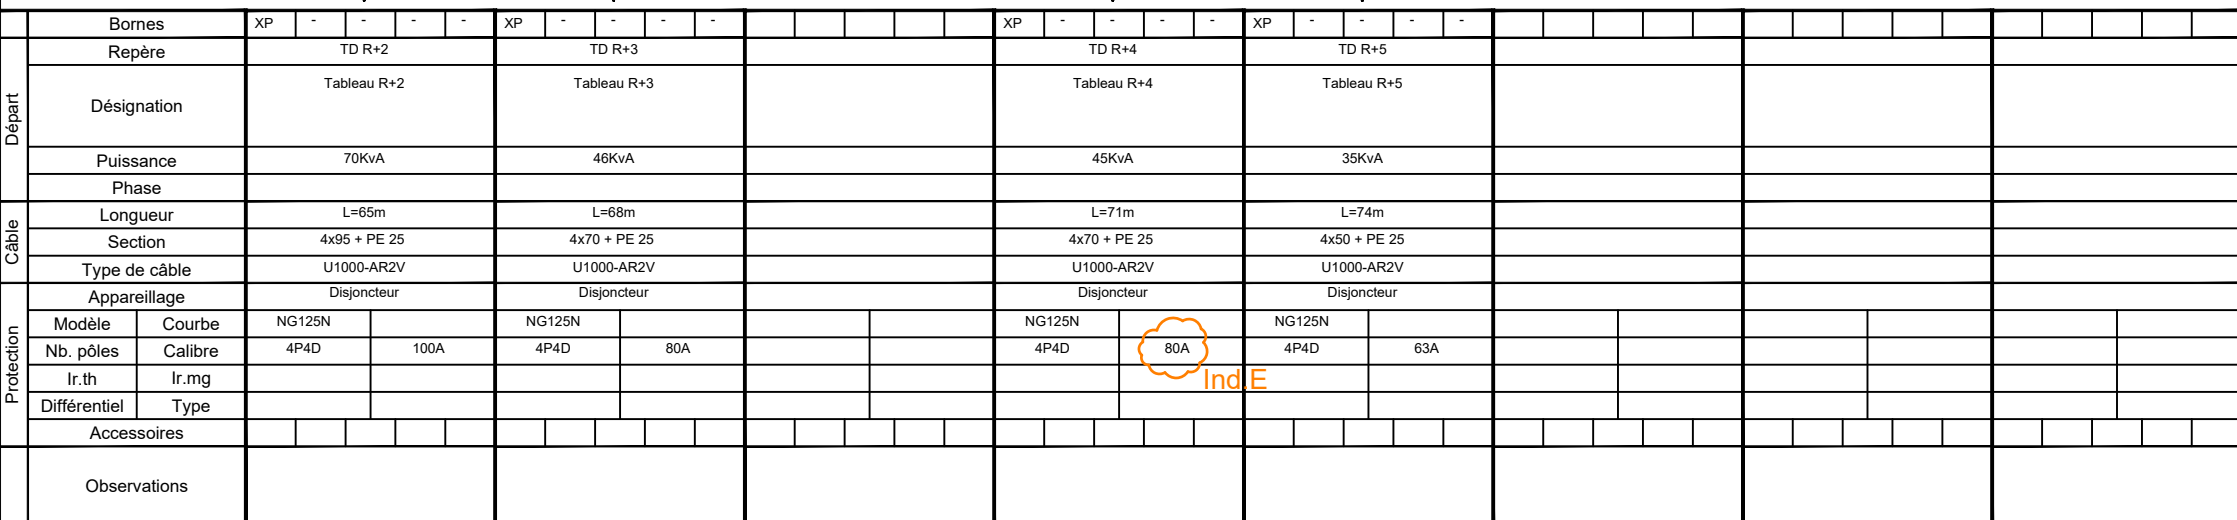 Bornes XP - - - - XP - - - - XP - - - - XP - - - -
Départ
Repère TD R+2 TD R+3 TD R+4 TD R+5
Désignation Tableau R+2 Tableau R+3 Tableau R+4 Tableau R+5
Puissance 70KvA 46KvA 45KvA 35KvA
Phase
Câble
Longueur L=65m L=68m L=71m L=74m
Section 4x95 + PE 25 4x70 + PE 25 4x70 + PE 25 4x50 + PE 25
Type de câble U1000-AR2V U1000-AR2V U1000-AR2V U1000-AR2V
Protection
Appareillage Disjoncteur Disjoncteur Disjoncteur Disjoncteur
Modèle Courbe NG125N NG125N NG125N NG125N
Nb. pôles Calibre 4P4D 100A 4P4D 80A 4P4D 80A 4P4D 63A
Ir.th Ir.mg Ind.E
Différentiel Type
Accessoires
Observations